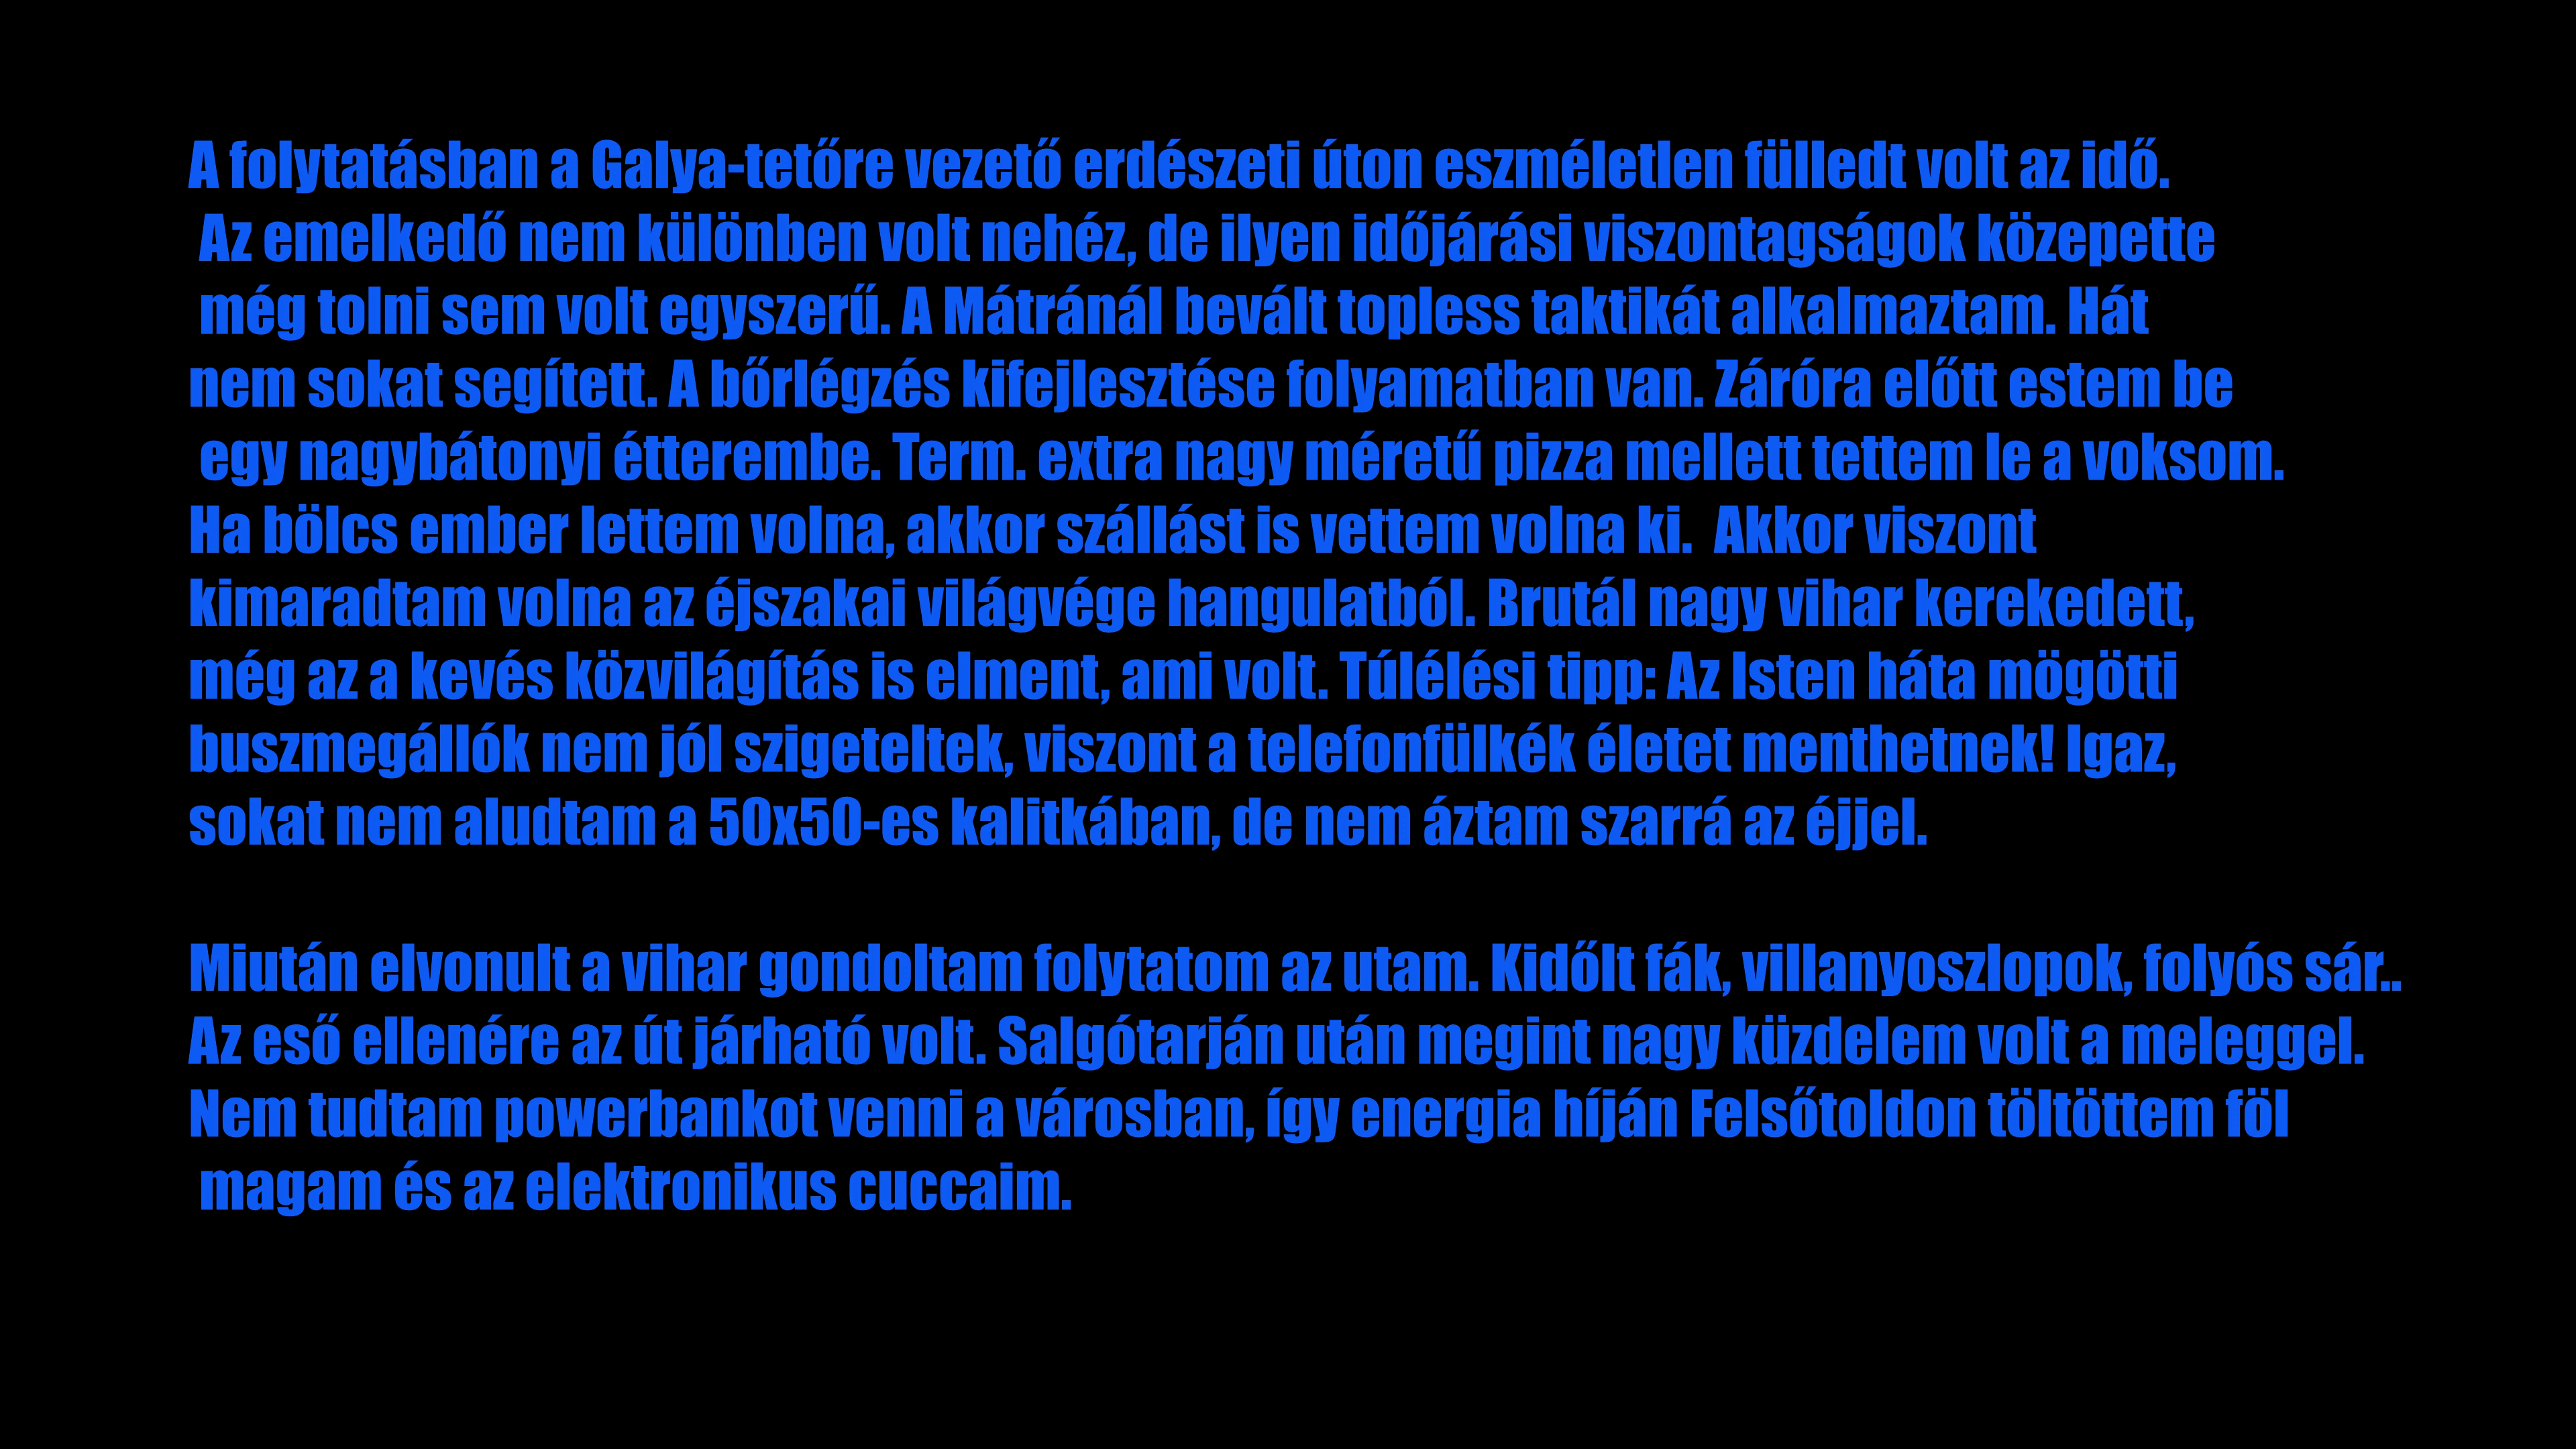 A folytatásban a Galya-tetőre vezető erdészeti úton eszméletlen fülledt volt az idő.
Az emelkedő nem különben volt nehéz, de ilyen időjárási viszontagságok közepette
még tolni sem volt egyszerű. A Mátránál bevált topless taktikát alkalmaztam. Hát
nem sokat segített. A bőrlégzés kifejlesztése folyamatban van. Záróra előtt estem be
egy nagybátonyi étterembe. Term. extra nagy méretű pizza mellett tettem le a voksom.
Ha bölcs ember lettem volna, akkor szállást is vettem volna ki.  Akkor viszont
kimaradtam volna az éjszakai világvége hangulatból. Brutál nagy vihar kerekedett,
még az a kevés közvilágítás is elment, ami volt. Túlélési tipp: Az Isten háta mögötti
buszmegállók nem jól szigeteltek, viszont a telefonfülkék életet menthetnek! Igaz,
sokat nem aludtam a 50x50-es kalitkában, de nem áztam szarrá az éjjel.

Miután elvonult a vihar gondoltam folytatom az utam. Kidőlt fák, villanyoszlopok, folyós sár..
Az eső ellenére az út járható volt. Salgótarján után megint nagy küzdelem volt a meleggel.
Nem tudtam powerbankot venni a városban, így energia híján Felsőtoldon töltöttem föl
magam és az elektronikus cuccaim.